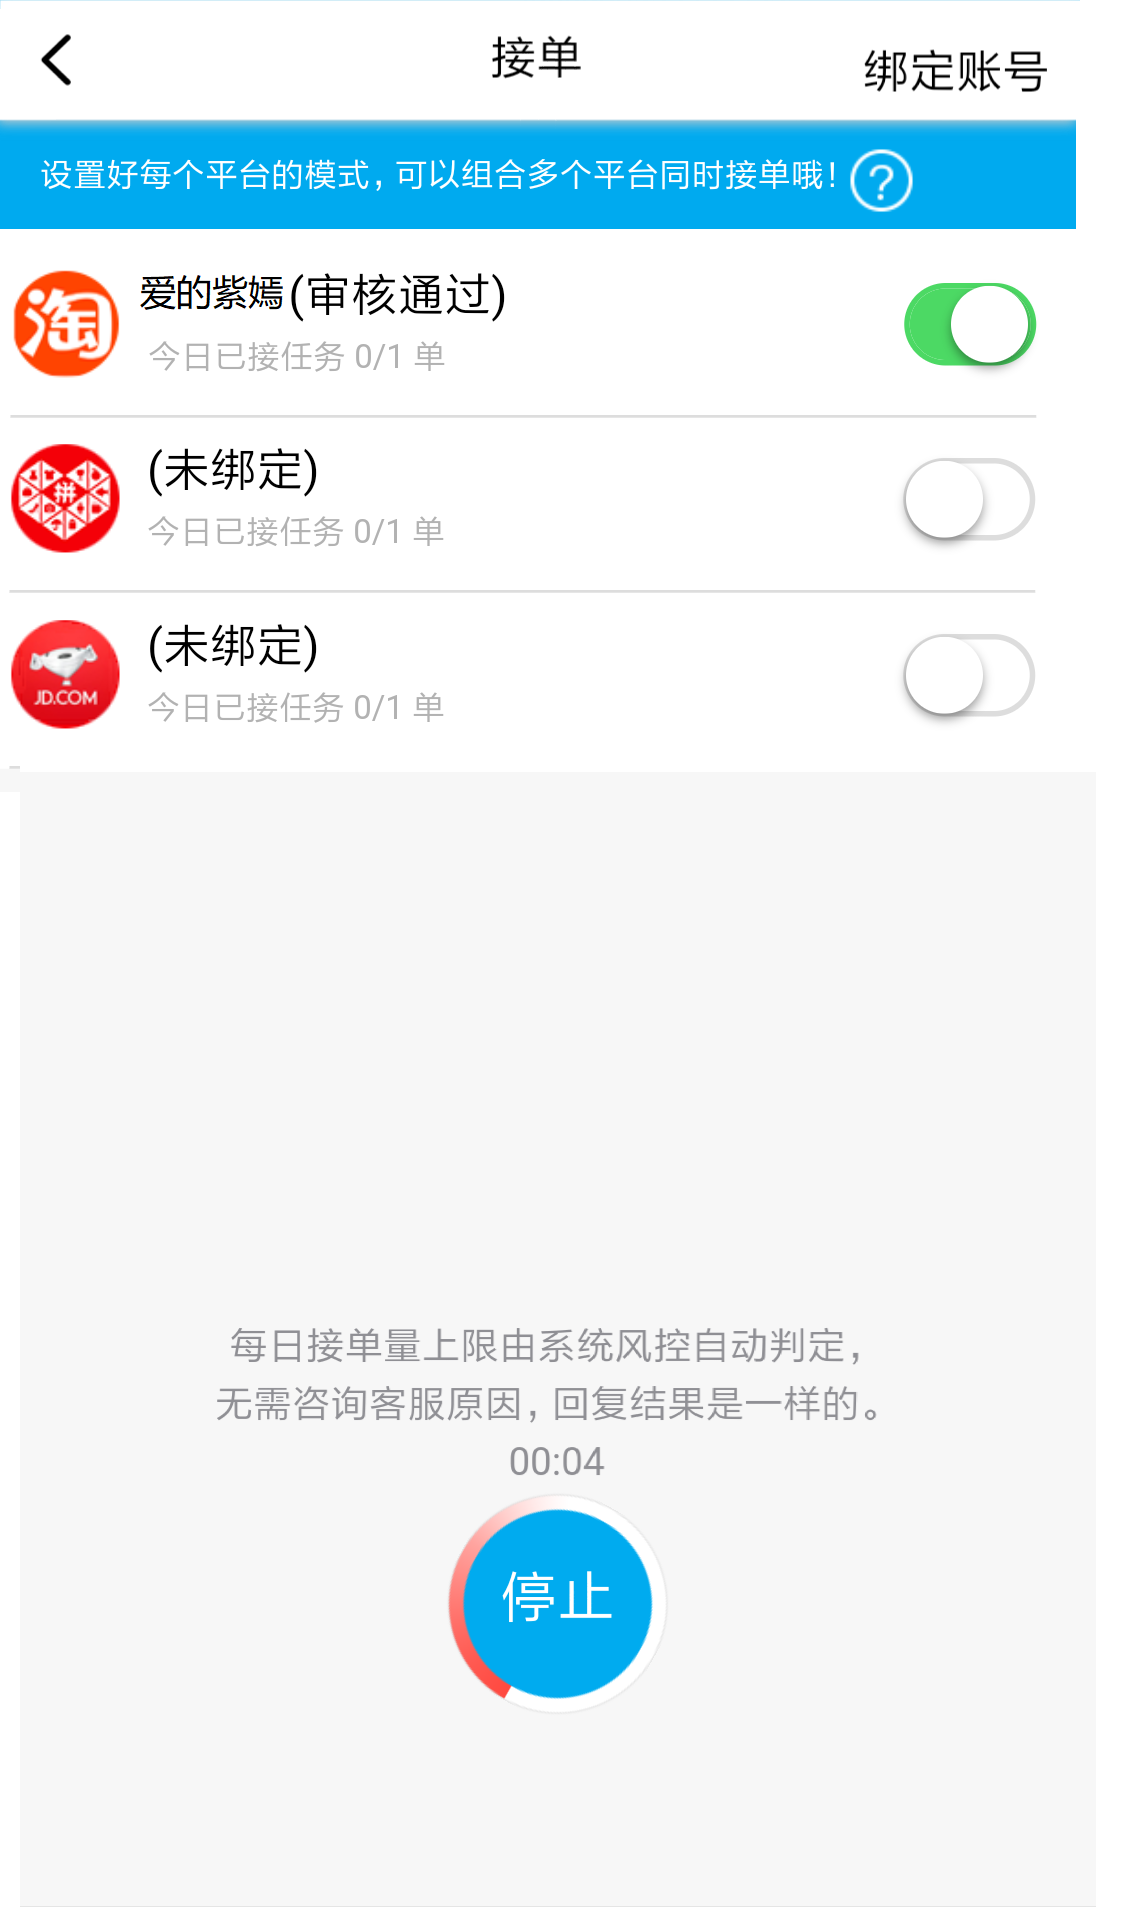 接单
绑定账号
设置好每个平台的模式，可以组合多个平台同时接单哦！
?
淘
爱的紫嫣(审核通过)
今日已接任务 0/1 单
拼
(未绑定)
今日已接任务 0/1 单
JD.COM
(未绑定)
今日已接任务 0/1 单
每日接单量上限由系统风控自动判定，
无需咨询客服原因，回复结果是一样的。
00:04
停止